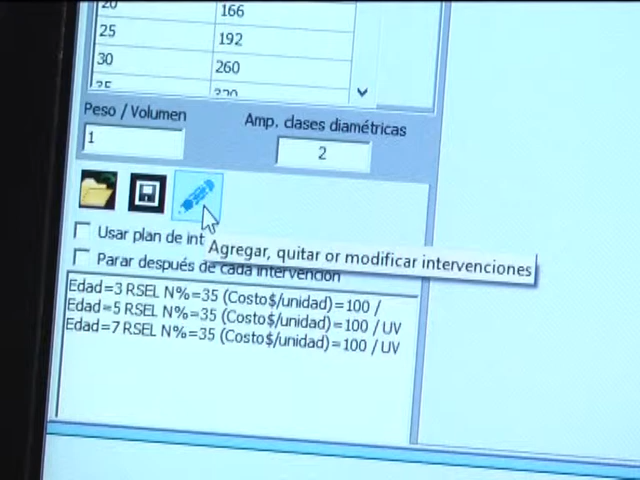 20 166
25 192
30 260
35
Peso / Volumen
Amp. clases diamétricas
1
2
Usar plan de int
Agregar, quitar or modificar intervenciones
Parar después de cada intervención
Edad=3 RSEL N%=35 (Costo$/unidad)=100 /
Edad=5 RSEL N%=35 (Costo$/unidad)=100 / UV
Edad=7 RSEL N%=35 (Costo$/unidad)=100 / UV